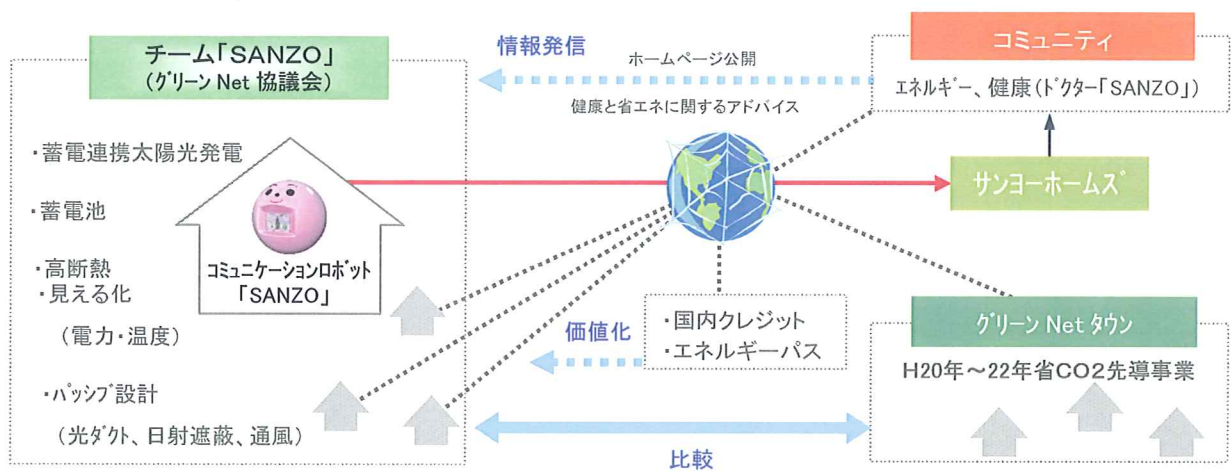 チーム「SANZO」
(グリーン Net 協議会)
・蓄電連携太陽光発電
・蓄電池
・高断熱
・見える化
(電力・温度)
・パッシブ設計
(光ダクト、日射遮蔽、通風)
コミュニケーションロボット
「SANZO」
情報発信
ホームページ公開
健康と省エネに関するアドバイス
コミュニティ
エネルギー、健康(ドクター「SANZO」)
サンヨーホームズ
価値化
・国内クレジット
・エネルギーパス
グリーン Net タウン
H20年～22年省CO2先導事業
比較